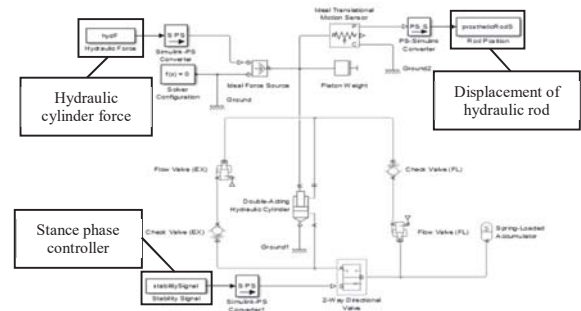 hydF
Hydraulic Force
S PS
Simulink-PS
Converter
f(x) = 0
Solver
Configuration
Ideal Force Source
Ground
Ideal Translational
Motion Sensor
R
P
C
Ground2
Piston Weight
PS S
PS-Simulink
Converter
prostheticRodS
Rod Position
Hydraulic
cylinder force
Displacement of
hydraulic rod
Flow Valve (EX)
Check Valve (FL)
Double-Acting
Hydraulic Cylinder
Check Valve (EX)
Ground1
Flow Valve (FL)
Spring-Loaded
Accumulator
Stance phase
controller
stabilitySignal
Stability Signal
S PS
Simulink-PS
Converter1
A
B
S
2-Way Directional
Valve